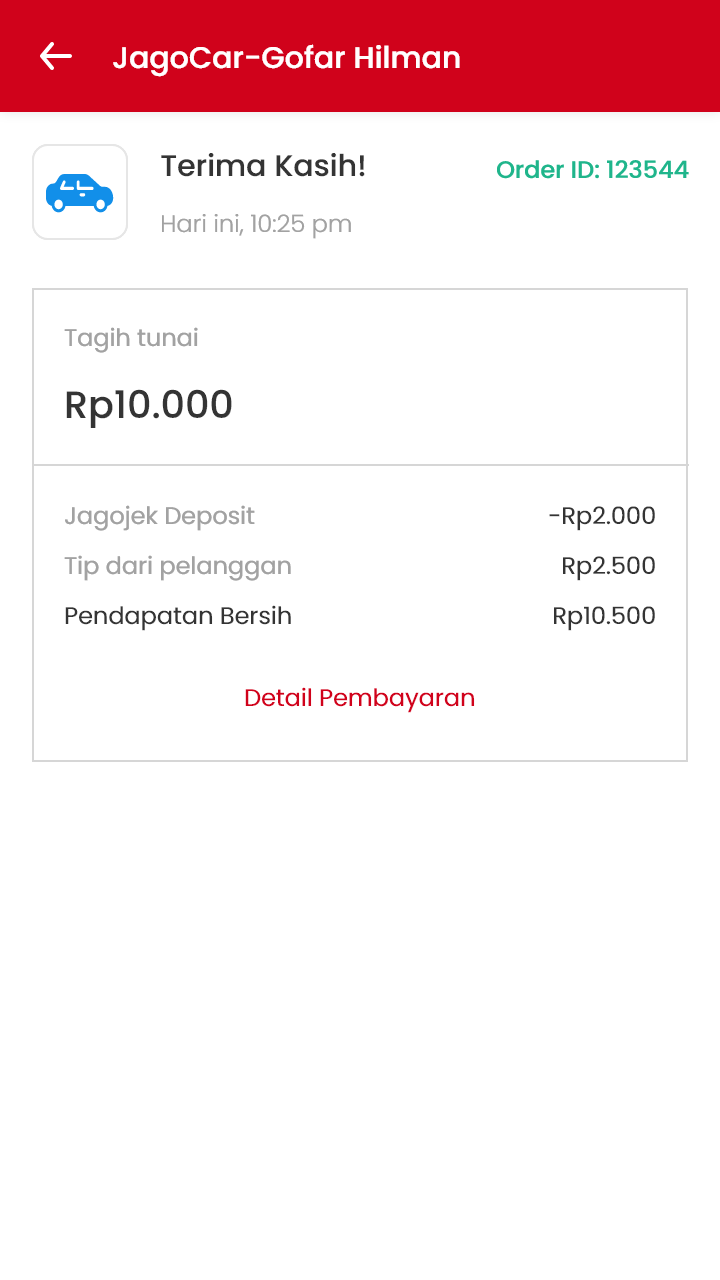 JagoCar-Gofar Hilman
Terima Kasih!
Order ID: 123544
Hari ini, 10:25 pm
Tagih tunai
Rp10.000
Jagojek Deposit -Rp2.000
Tip dari pelanggan Rp2.500
Pendapatan Bersih Rp10.500
Detail Pembayaran